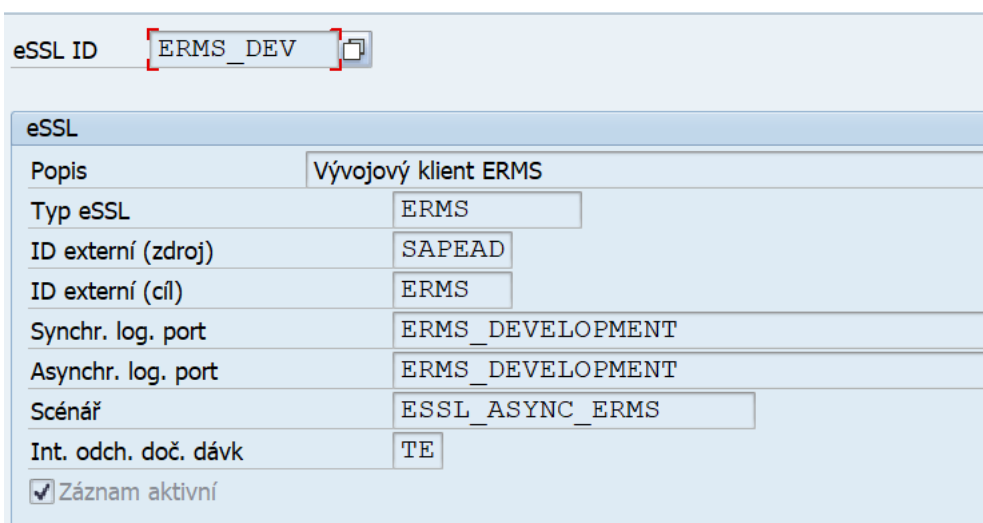 eSSL ID ERMS_DEV
eSSL
Popis Vývojový klient ERMS
Typ eSSL ERMS
ID externí (zdroj) SAPEAD
ID externí (cíl) ERMS
Synchr. log. port ERMS_DEVELOPMENT
Asynchr. log. port ERMS_DEVELOPMENT
Scénář ESSL_ASYNC_ERMS
Int. odch. doč. dávk TE
Záznam aktivní